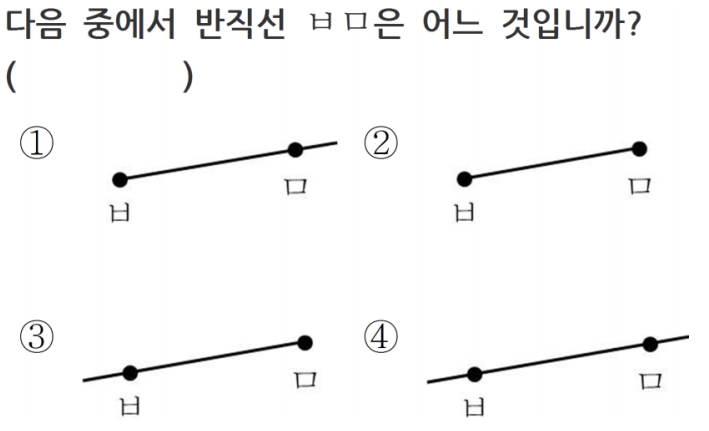 다음 중에서 반직선 ㅂㅁ은 어느 것입니까?
(          )
① ②
ㅂ ㅁ ㅂ ㅁ
③ ④
ㅂ ㅁ ㅂ ㅁ